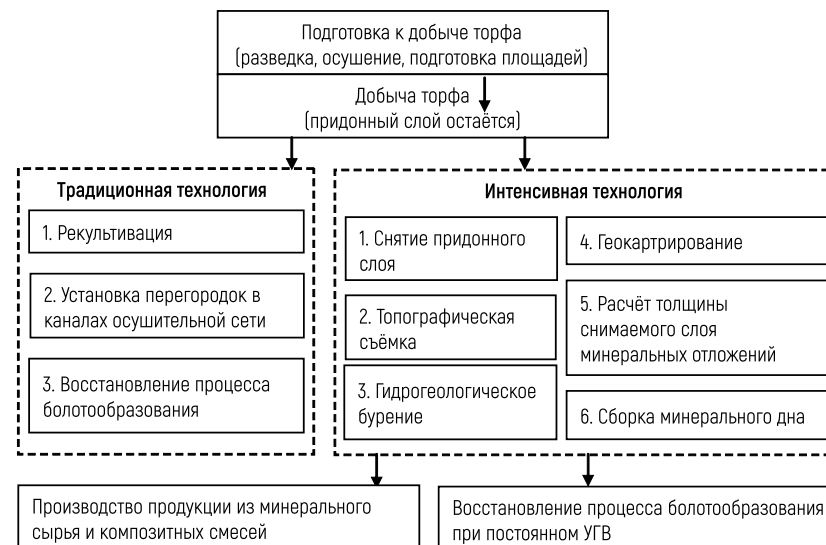 Подготовка к добыче торфа
(разведка, осушение, подготовка площадей)
Добыча торфа
(придонный слой остаётся)
Традиционная технология
1. Рекультивация
2. Установка перегородок в
каналах осушительной сети
3. Восстановление процесса
болотообразования
Интенсивная технология
1. Снятие придонного
слоя
2. Топографическая
съёмка
3. Гидрогеологическое
бурение
4. Геокартрирование
5. Расчёт толщины
снимаемого слоя
минеральных отложений
6. Сборка минерального дна
Производство продукции из минерального
сырья и композитных смесей
Восстановление процесса болотообразования
при постоянном УГВ